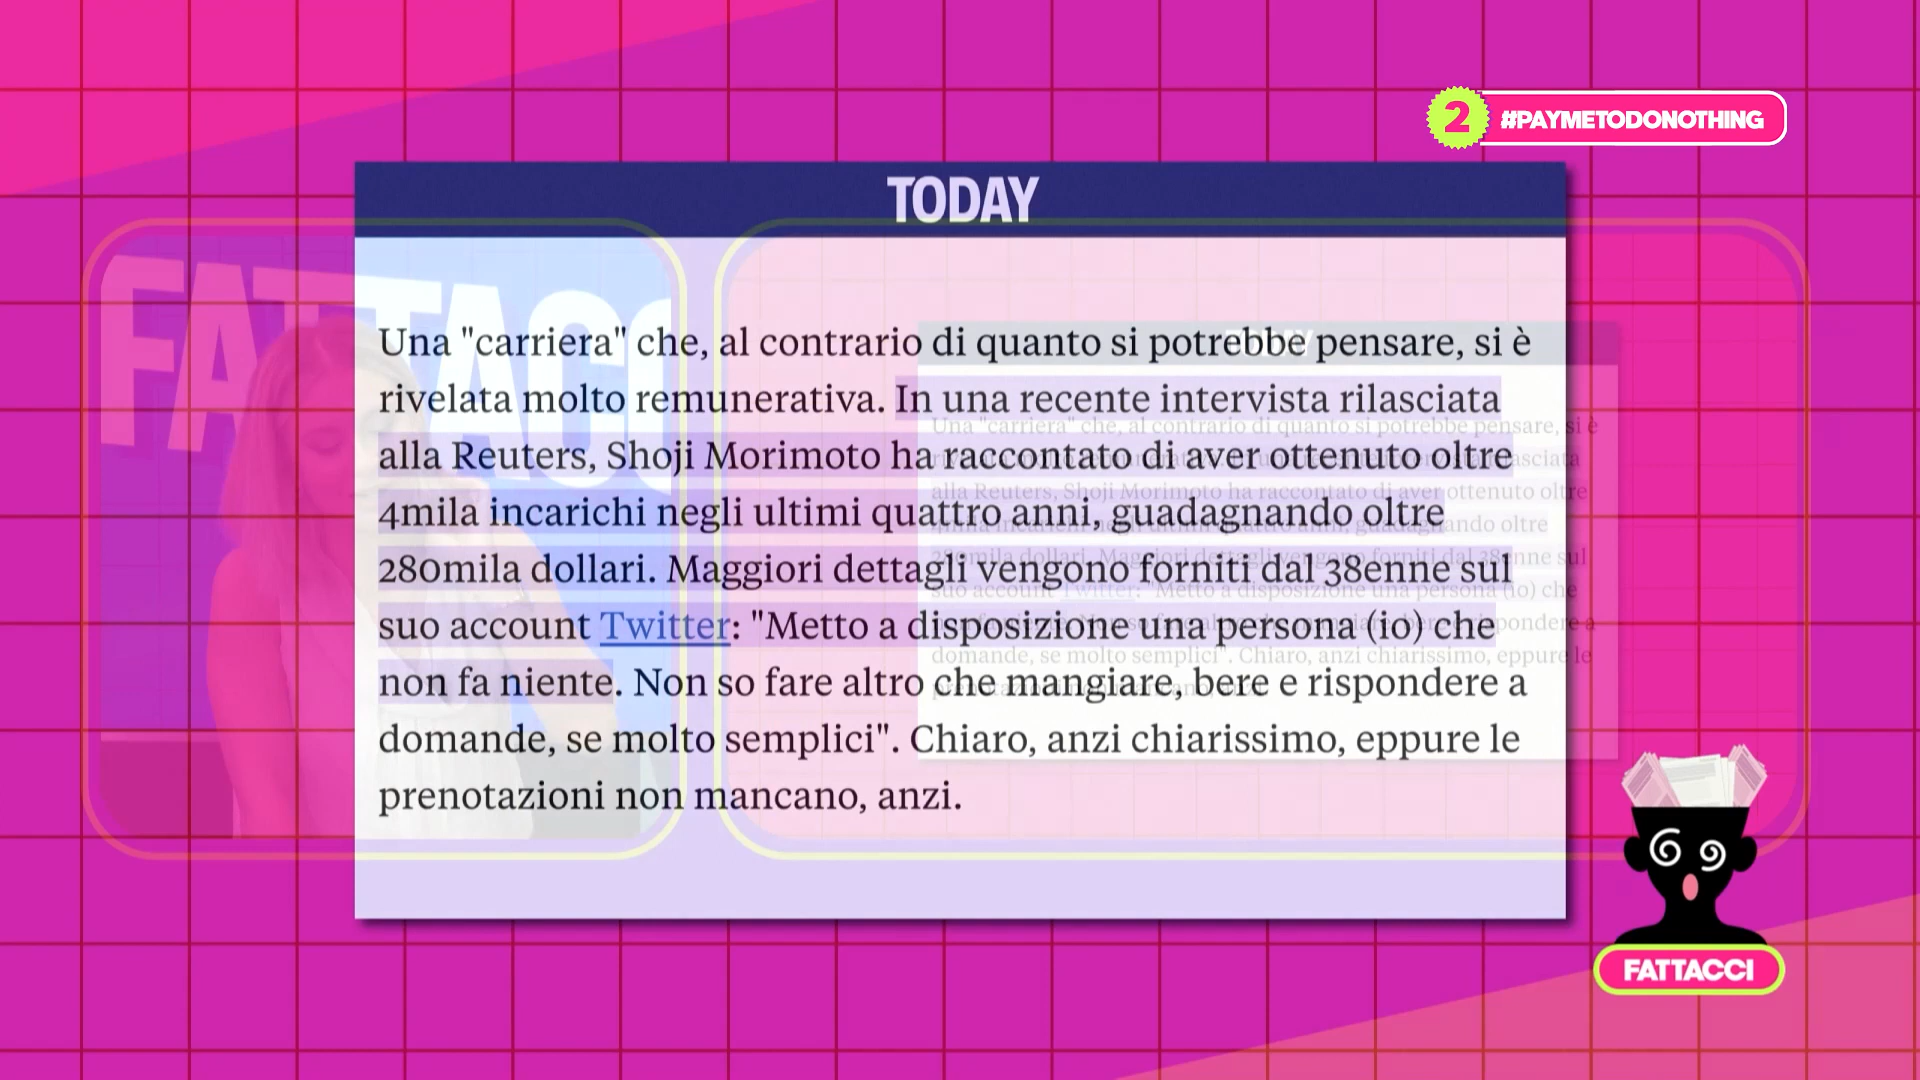 2 #PAYMETODONOTHING
TODAY
FATTACC
Una "carriera" che, al contrario di quanto si potrebbe pensare, si è
rivelata molto remunerativa. In una recente intervista rilasciata
alla Reuters, Shoji Morimoto ha raccontato di aver ottenuto oltre
4mila incarichi negli ultimi quattro anni, guadagnando oltre
280mila dollari. Maggiori dettagli vengono forniti dal 38enne sul
suo account Twitter: "Metto a disposizione una persona (io) che
non fa niente. Non so fare altro che mangiare, bere e rispondere a
domande, se molto semplici". Chiaro, anzi chiarissimo, eppure le
prenotazioni non mancano, anzi.
FATTACCI